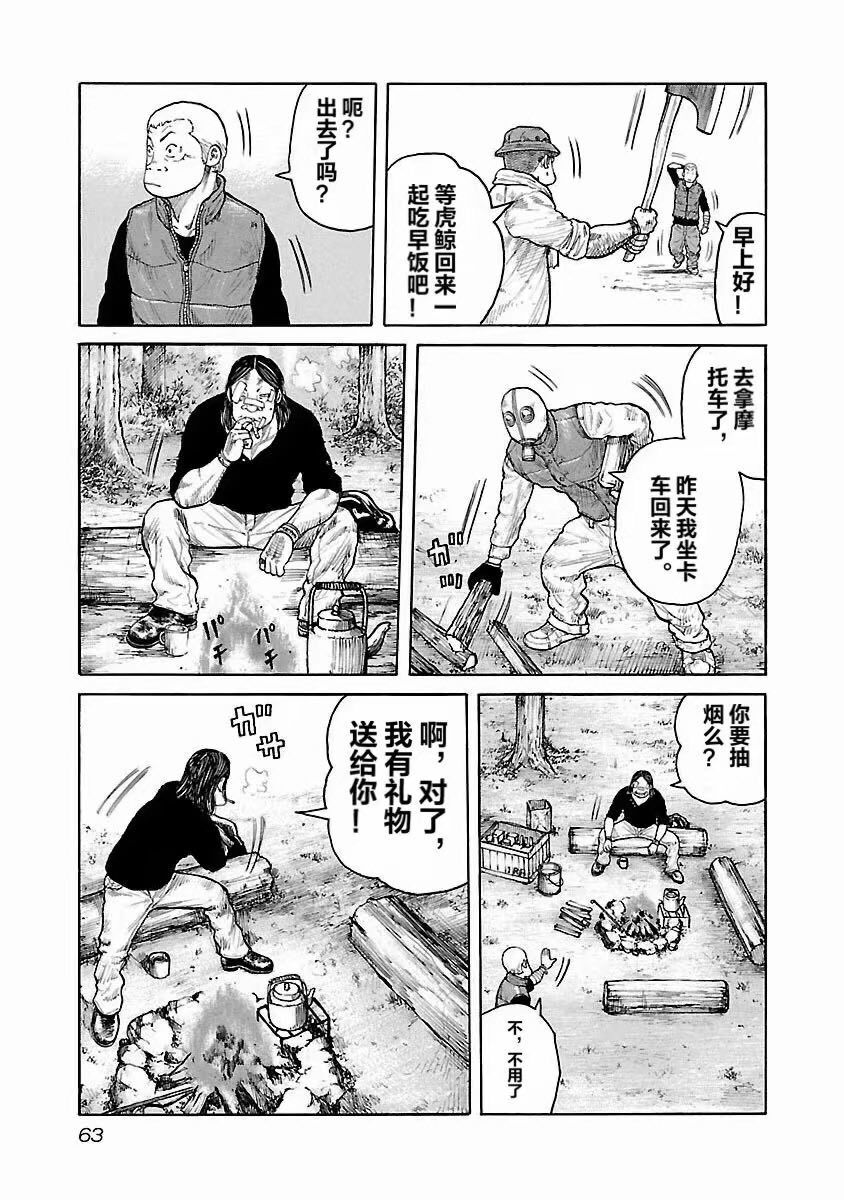 早上好！
等虎鲸回来一
起吃早饭吧！
呃？
出去了吗？
去拿摩
托车了，
昨天我坐卡
车回来了。
ガッ
パチ
パチ
你要抽
烟么？
不，不用了
啊，对了，
我有礼物
送给你！
ガサ
63